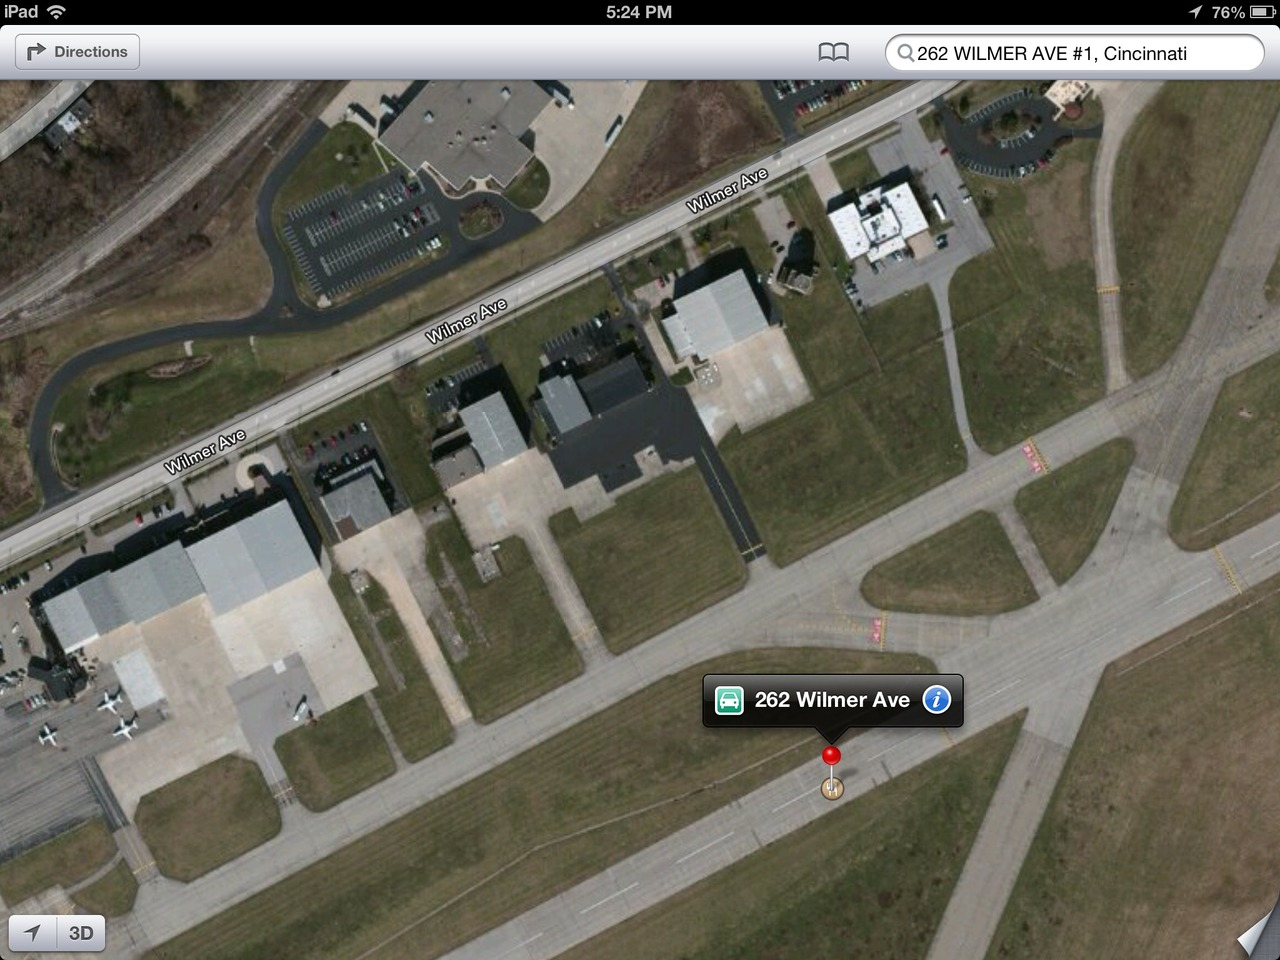 iPad
5:24 PM
76%
Directions
262 WILMER AVE #1, Cincinnati
Wilmer Ave
Wilmer Ave
Wilmer Ave
262 Wilmer Ave
3D